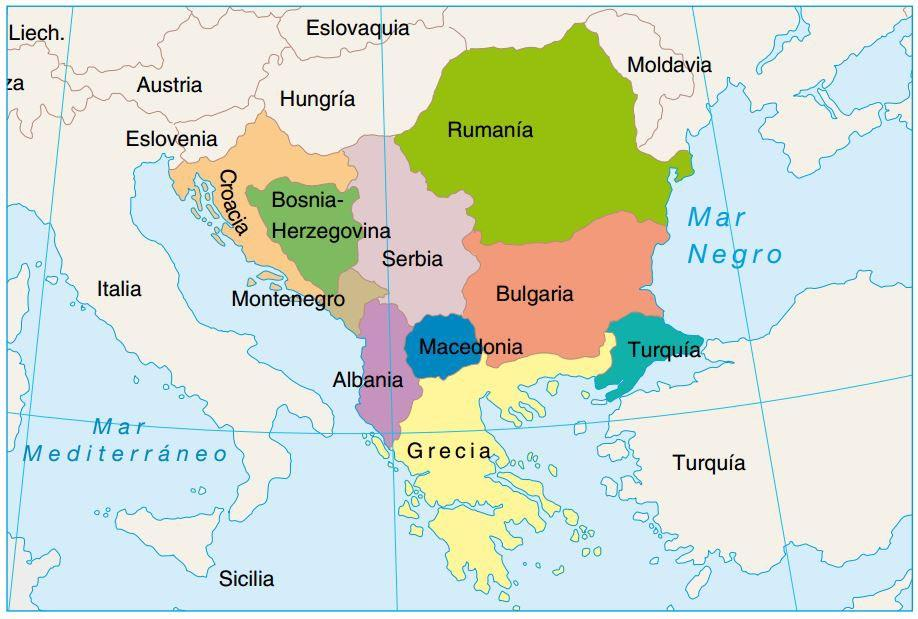 Liech.
Eslovaquia
Moldavia
za
Austria
Hungría
Rumanía
Eslovenia
Croacia
Bosnia-
Herzegovina
Mar
Negro
Serbia
Italia
Montenegro
Bulgaria
Macedonia
Turquía
Albania
Mar
Mediterráneo
Grecia
Turquía
Sicilia